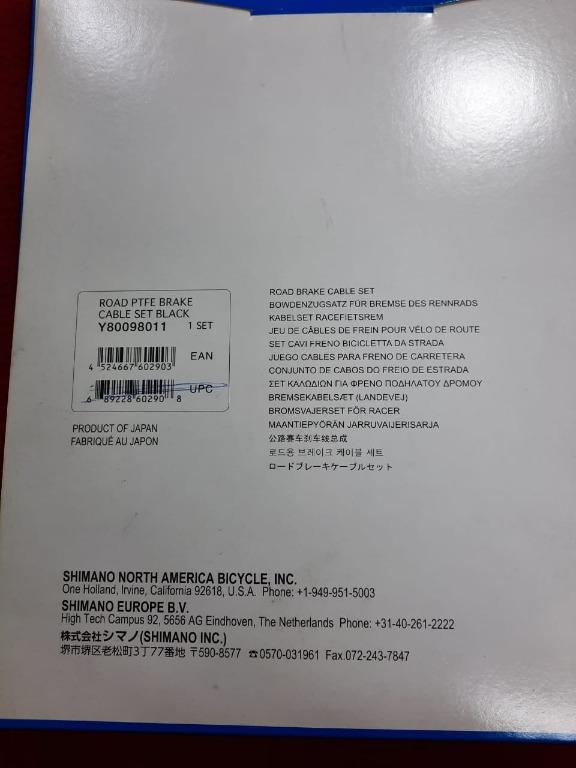 ROAD PTFE BRAKE
CABLE SET BLACK
Y80098011 1 SET
EAN
4 524667 602903
UPC
6 89228 60290 8
PRODUCT OF JAPAN
FABRIQUÉ AU JAPON
ROAD BRAKE CABLE SET
BOWDENZUGSATZ FÜR BREMSE DES RENNRADS
KABELSET RACEFIETSREM
JEU DE CÂBLES DE FREIN POUR VÉLO DE ROUTE
SET CAVI FRENO BICICLETTA DA STRADA
JUEGO CABLES PARA FRENO DE CARRETERA
CONJUNTO DE CABOS DO FREIO DE ESTRADA
ΣΕΤ ΚΑΛΩΔΙΩΝ ΓΙΑ ΦΡΕΝΟ ΠΟΔΗΛΑΤΟΥ ΔΡΟΜΟΥ
BREMSEKABELSÆT (LANDEVEJ)
BROMSVAJERSET FÖR RACER
MAANTIEPYÖRÄN JARRUVAIJERISARJA
公路赛车刹车线总成
로드용 브레이크 케이블 세트
ロードブレーキケーブルセット
SHIMANO NORTH AMERICA BICYCLE, INC.
One Holland, Irvine, California 92618, U.S.A. Phone: +1-949-951-5003
SHIMANO EUROPE B.V.
High Tech Campus 92, 5656 AG Eindhoven, The Netherlands Phone: +31-40-261-2222
株式会社シマノ(SHIMANO INC.)
堺市堺区老松町3丁77番地 〒590-8577 ☎0570-031961 Fax.072-243-7847